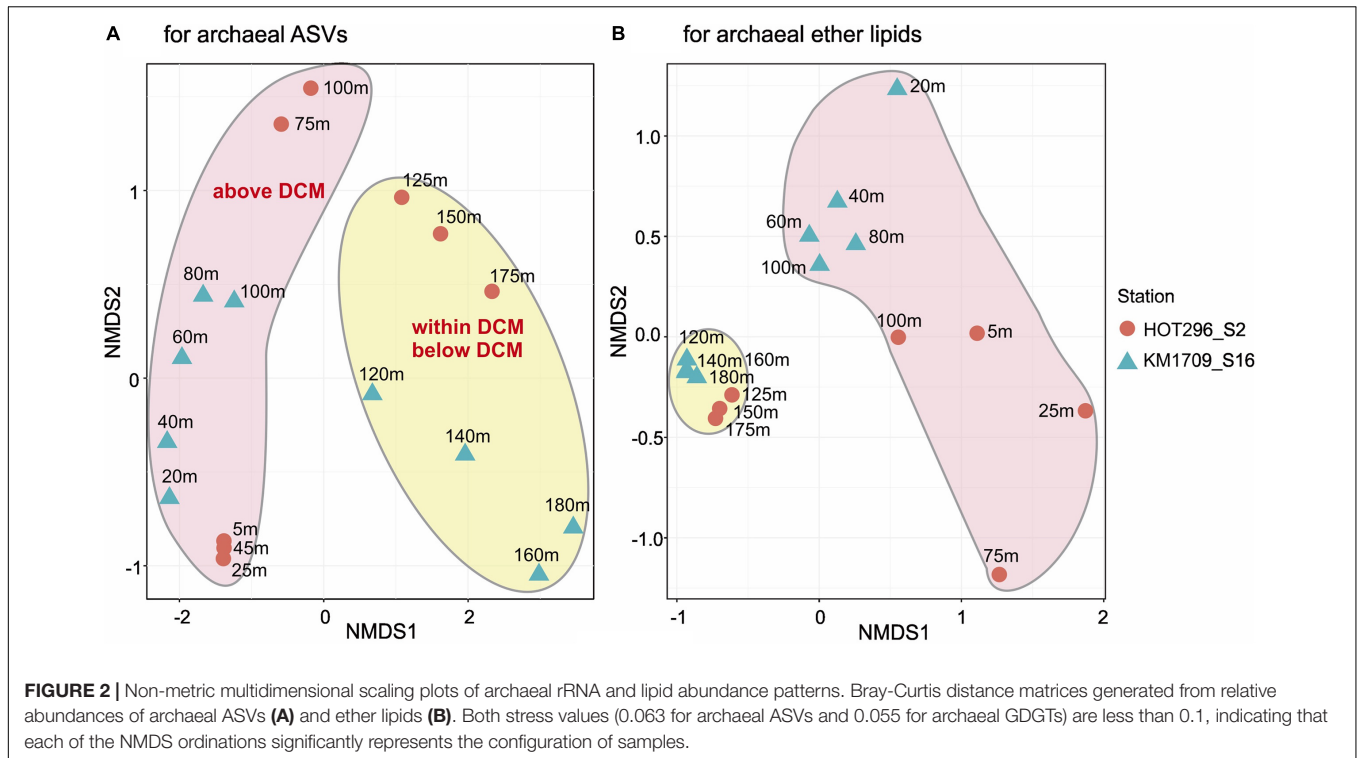 A for archaeal ASVs
B for archaeal ether lipids
100m
75m
above DCM
125m
150m
175m
within DCM
below DCM
80m
100m
60m
120m
40m
140m
20m
180m
5m
45m
160m
25m
1
0
-1
NMDS2
-2 0 2
NMDS1
20m
40m
60m
80m
100m
100m
5m
120m
140m 160m
180m
125m
25m
150m
175m
75m
1.0
0.5
0.0
-0.5
-1.0
NMDS2
-1 0 1 2
NMDS1
Station
HOT296_S2
KM1709_S16
FIGURE 2 | Non-metric multidimensional scaling plots of archaeal rRNA and lipid abundance patterns. Bray-Curtis distance matrices generated from relative
abundances of archaeal ASVs (A) and ether lipids (B). Both stress values (0.063 for archaeal ASVs and 0.055 for archaeal GDGTs) are less than 0.1, indicating that
each of the NMDS ordinations significantly represents the configuration of samples.